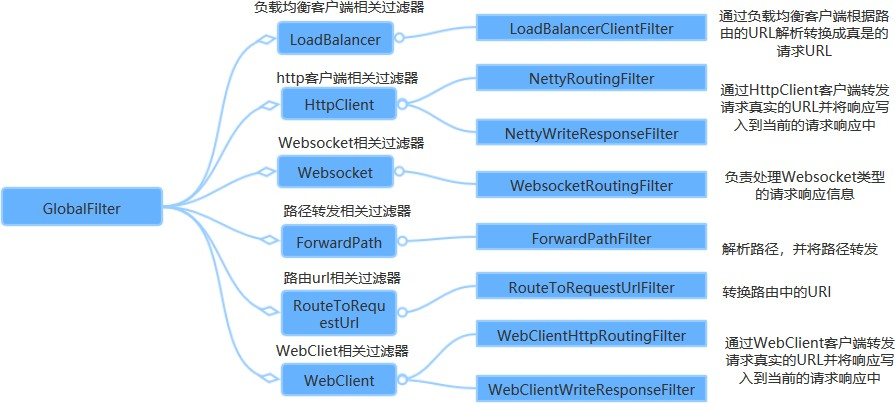 负载均衡客户端相关过滤器
LoadBalancer
LoadBalancerClientFilter
通过负载均衡客户端根据路
由的URL解析转换成真是的
请求URL
http客户端相关过滤器
HttpClient
NettyRoutingFilter
NettyWriteResponseFilter
通过HttpClient客户端转发
请求真实的URL并将响应写
入到当前的请求响应中
Websocket相关过滤器
Websocket
WebsocketRoutingFilter
负责处理Websocket类型
的请求响应信息
GlobalFilter
路径转发相关过滤器
ForwardPath
ForwardPathFilter
解析路径，并将路径转发
路由url相关过滤器
RouteToRequ
estUrl
RouteToRequestUrlFilter
转换路由中的URI
WebCliet相关过滤器
WebClient
WebClientHttpRoutingFilter
WebClientWriteResponseFilter
通过WebClient客户端转发
请求真实的URL并将响应写
入到当前的请求响应中